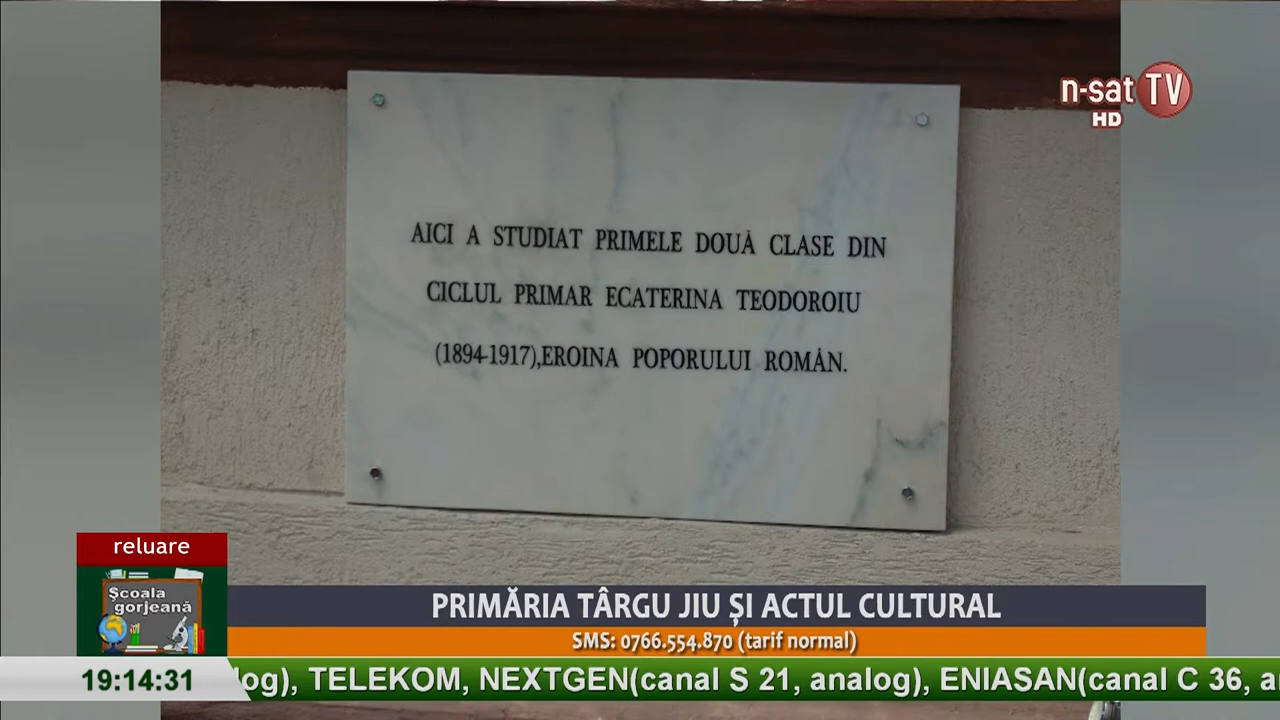 n-sat TV
HD
AICI A STUDIAT PRIMELE DOUĂ CLASE DIN
CICLUL PRIMAR ECATERINA TEODOROIU
(1894-1917),EROINA POPORULUI ROMÂN.
reluare
Școala
gorjeană
PRIMĂRIA TÂRGU JIU ȘI ACTUL CULTURAL
SMS: 0766.554.870 (tarif normal)
19:14:31
log), TELEKOM, NEXTGEN(canal S 21, analog), ENIASAN(canal C 36, a